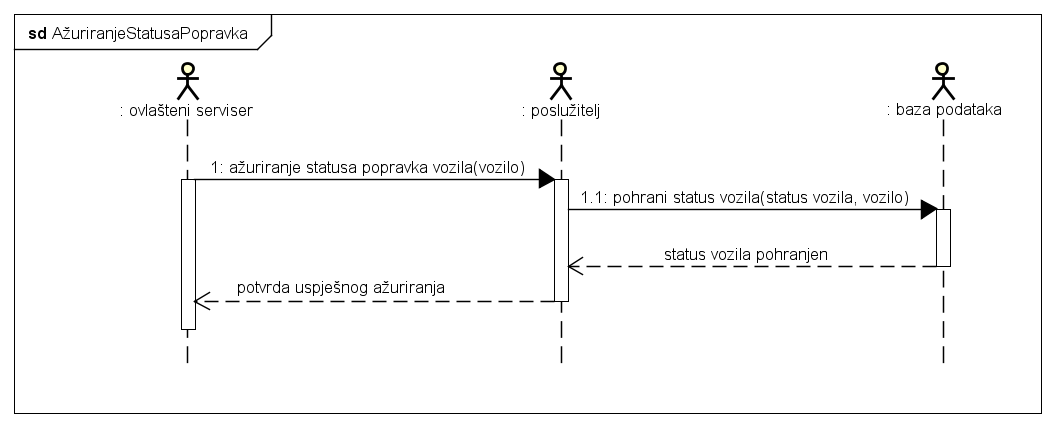 sd AžuriranjeStatusaPopravka
: ovlašteni serviser
: poslužitelj
: baza podataka
1: ažuriranje statusa popravka vozila(vozilo)
1.1: pohrani status vozila(status vozila, vozilo)
status vozila pohranjen
potvrda uspješnog ažuriranja